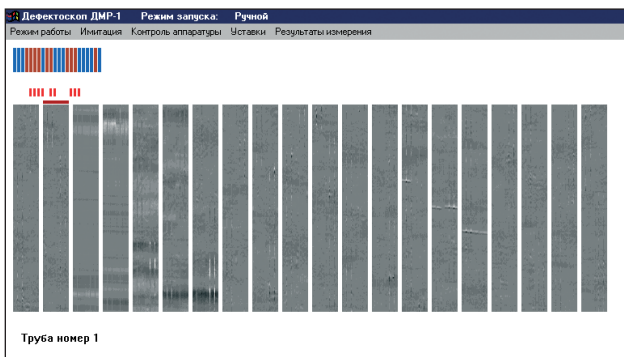 Дефектоскоп ДМР-1 Режим запуска: Ручной
Режим работы Имитация Контроль аппаратуры Уставки Результаты измерения
Труба номер 1